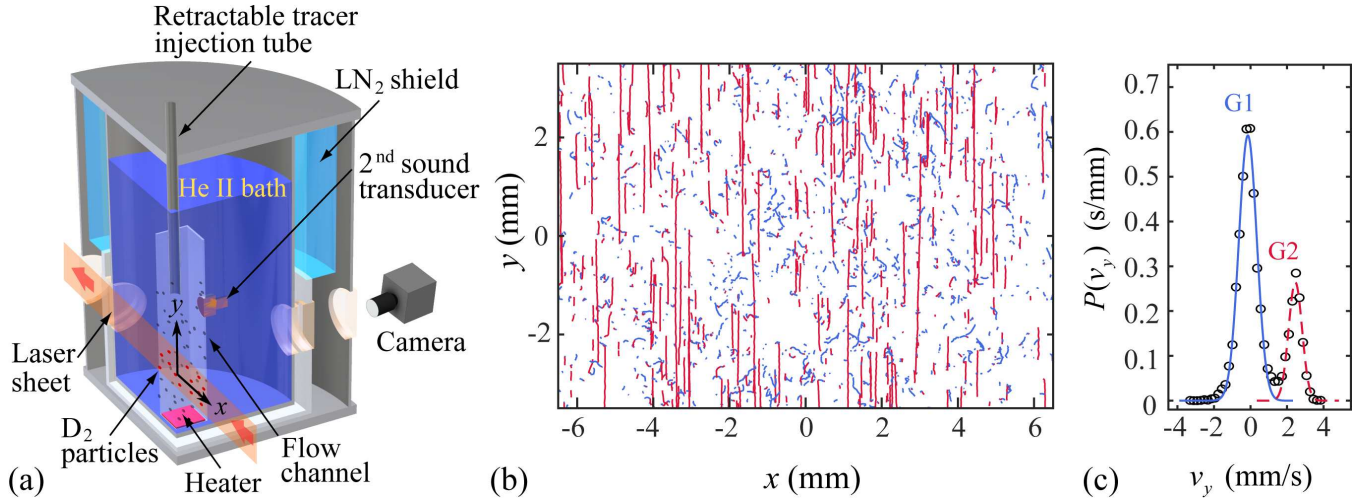 Retractable tracer
injection tube
LN₂ shield
2ⁿᵈ sound
transducer
He II bath
y
x
Camera
Laser
sheet
D₂
particles
Heater
Flow
channel
(a)
y (mm)
2
0
-2
-6
-4
-2
0
2
4
6
x (mm)
(b)
P(v_y) (s/mm)
0.7
0.6
0.5
0.4
0.3
0.2
0.1
0
G1
G2
-4
-2
0
2
4
v_y (mm/s)
(c)